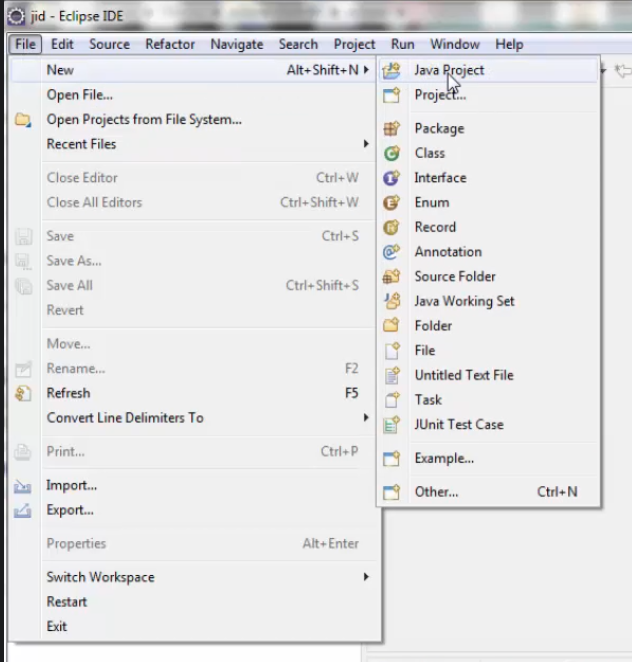 jid - Eclipse IDE
File Edit Source Refactor Navigate Search Project Run Window Help
New Alt+Shift+N
Open File...
Open Projects from File System...
Recent Files
Close Editor Ctrl+W
Close All Editors Ctrl+Shift+W
Save Ctrl+S
Save As...
Save All Ctrl+Shift+S
Revert
Move...
Rename... F2
Refresh F5
Convert Line Delimiters To
Print... Ctrl+P
Import...
Export...
Properties Alt+Enter
Switch Workspace
Restart
Exit
Java Project
Project...
Package
Class
Interface
Enum
Record
Annotation
Source Folder
Java Working Set
Folder
File
Untitled Text File
Task
JUnit Test Case
Example...
Other... Ctrl+N